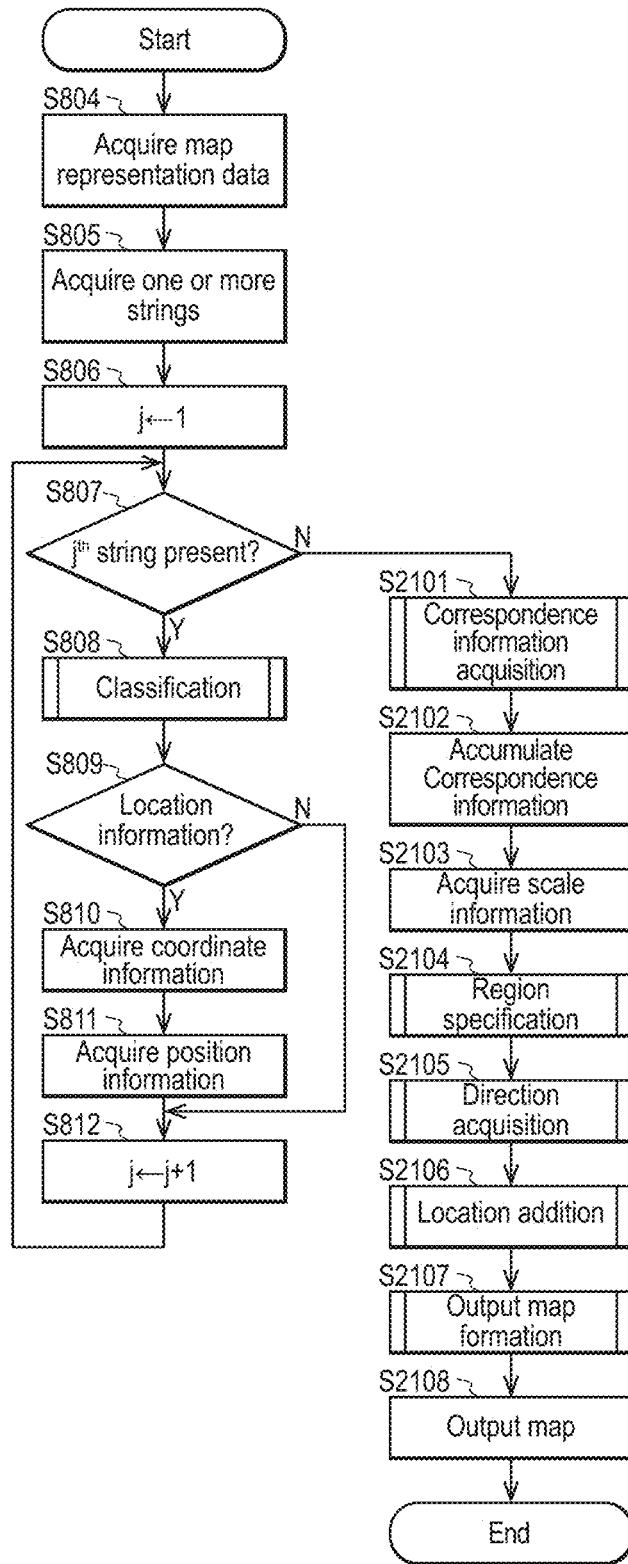 Start
S804
Acquire map
representation data
S805
Acquire one or more
strings
S806
j←1
S807
jth string present?
N
Y
S808
Classification
S809
Location
information?
N
Y
S810
Acquire coordinate
information
S811
Acquire position
information
S812
j←j+1
S2101
Correspondence
information
acquisition
S2102
Accumulate
Correspondence
information
S2103
Acquire scale
information
S2104
Region
specification
S2105
Direction
acquisition
S2106
Location addition
S2107
Output map
formation
S2108
Output map
End